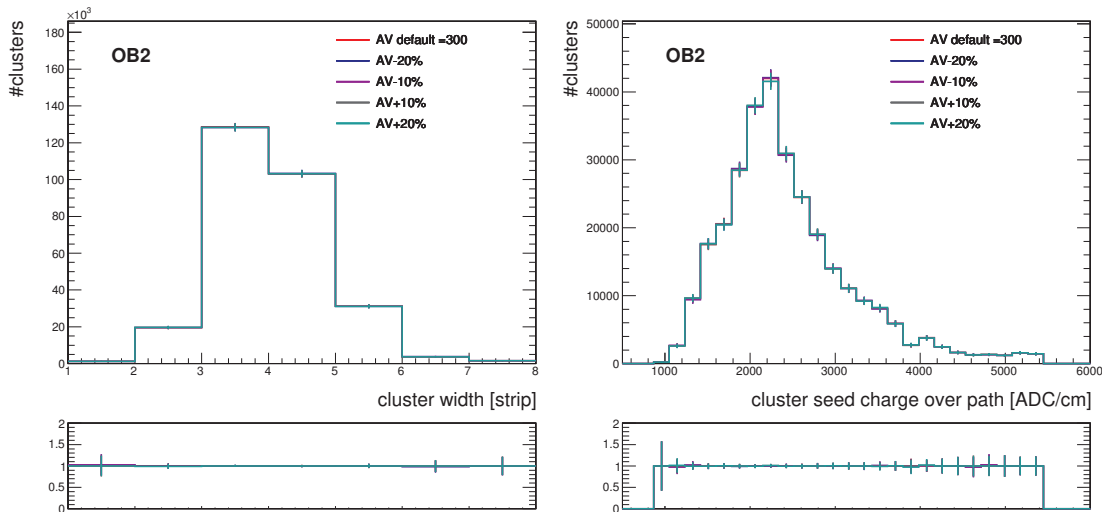 ×10³
#clusters
180
160
140
120
100
80
60
40
20
0
OB2
AV default =300
AV-20%
AV-10%
AV+10%
AV+20%
1 2 3 4 5 6 7 8
cluster width [strip]
2
1.5
1
0.5
0
#clusters
50000
40000
30000
20000
10000
0
OB2
AV default =300
AV-20%
AV-10%
AV+10%
AV+20%
1000 2000 3000 4000 5000 6000
cluster seed charge over path [ADC/cm]
2
1.5
1
0.5
0